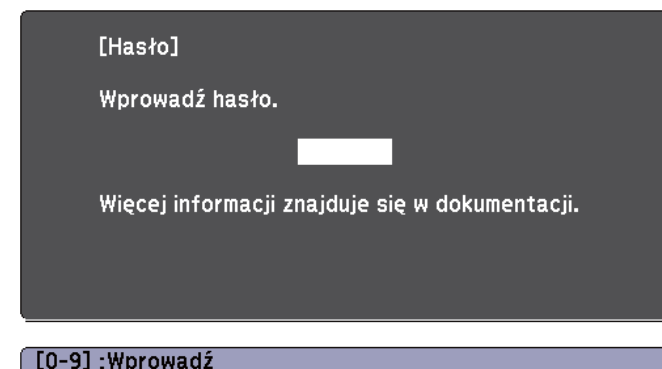 [Hasło]
Wprowadź hasło.
Więcej informacji znajduje się w dokumentacji.
[0-9] :Wprowadź